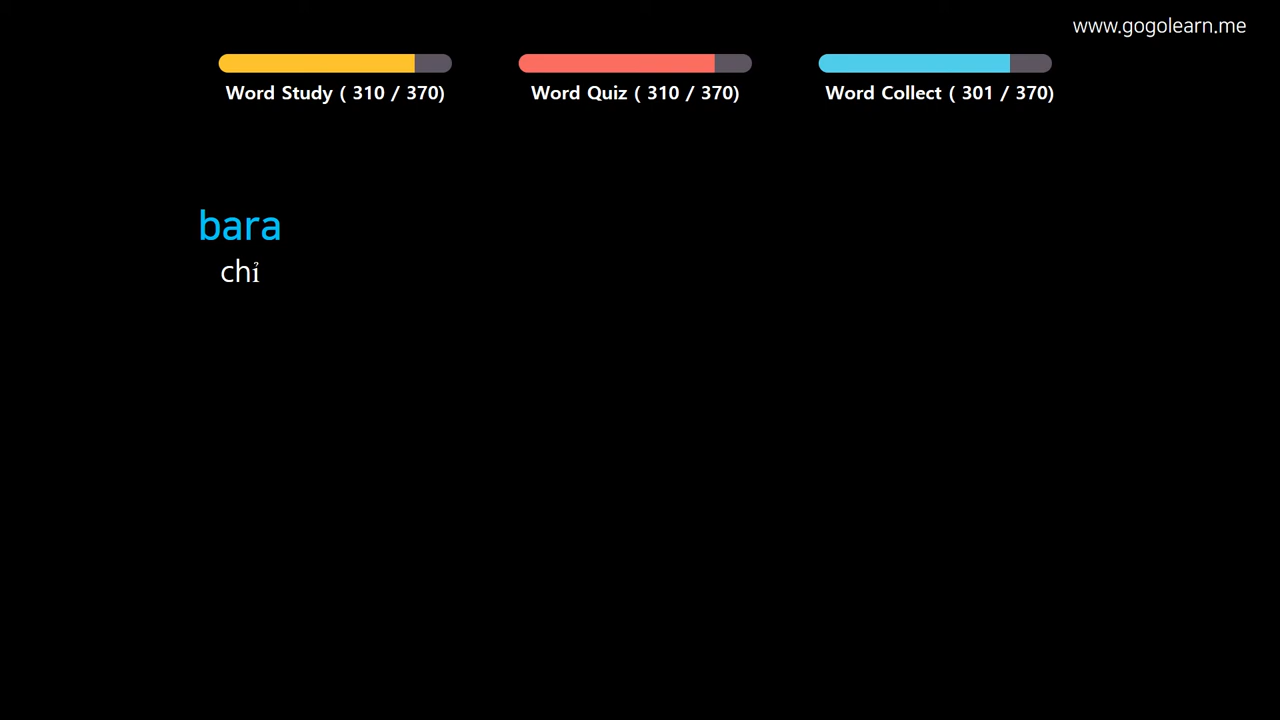 www.gogolearn.me
Word Study ( 310 / 370)
Word Quiz ( 310 / 370)
Word Collect ( 301 / 370)
bara
chỉ